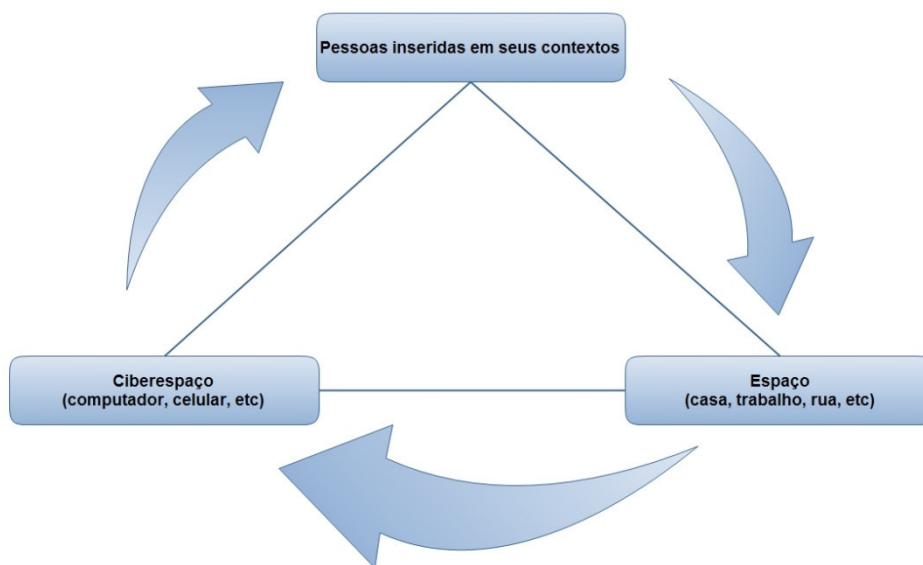 Pessoas inseridas em seus contextos
Ciberespaço
(computador, celular, etc)
Espaço
(casa, trabalho, rua, etc)